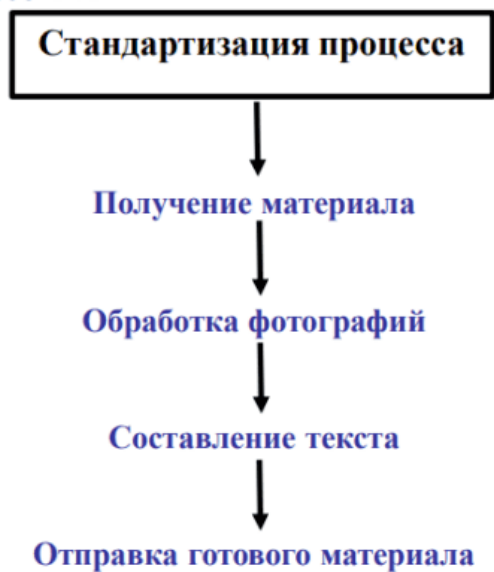 Стандартизация процесса
Получение материала
Обработка фотографий
Составление текста
Отправка готового материала